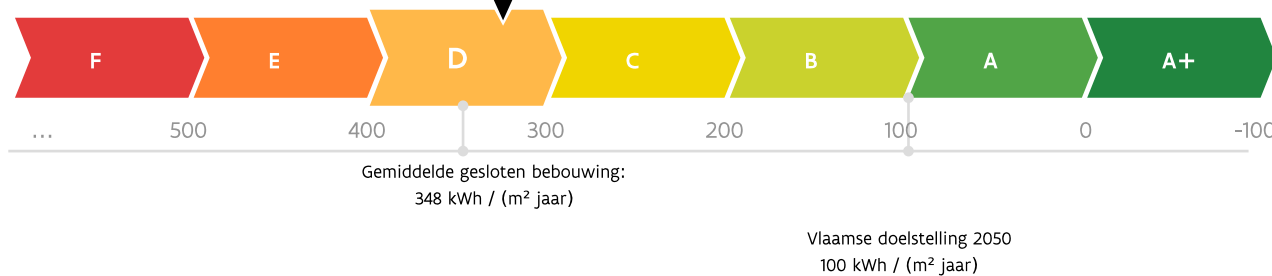 F E D C B A A+
... 500 400 300 200 100 0 -100
Gemiddelde gesloten bebouwing:
348 kWh / (m² jaar)
Vlaamse doelstelling 2050
100 kWh / (m² jaar)